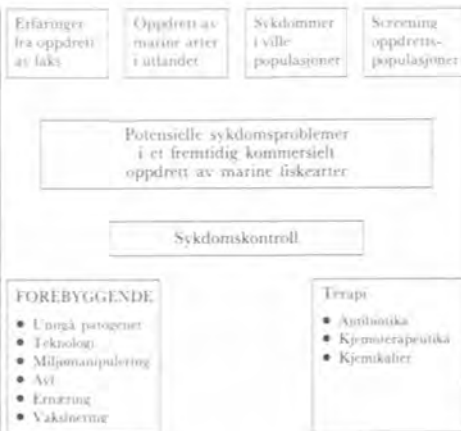 Erfaringer
fra oppdrett
av laks
Oppdrett av
marine arter
i utlandet
Sykdommer
i ville
populasjoner
Screening
oppdretts-
populasjoner
Potensielle sykdomsproblemer
i et fremtidig kommersielt
oppdrett av marine fiskearter
Sykdomskontroll
FOREBYGGENDE
● Unngå patogener
● Teknologi
● Miljømanipulering
● Avl
● Ernæring
● Vaksinering
Terapi
● Antibiotika
● Kjemoterapeutika
● Kjemikalier